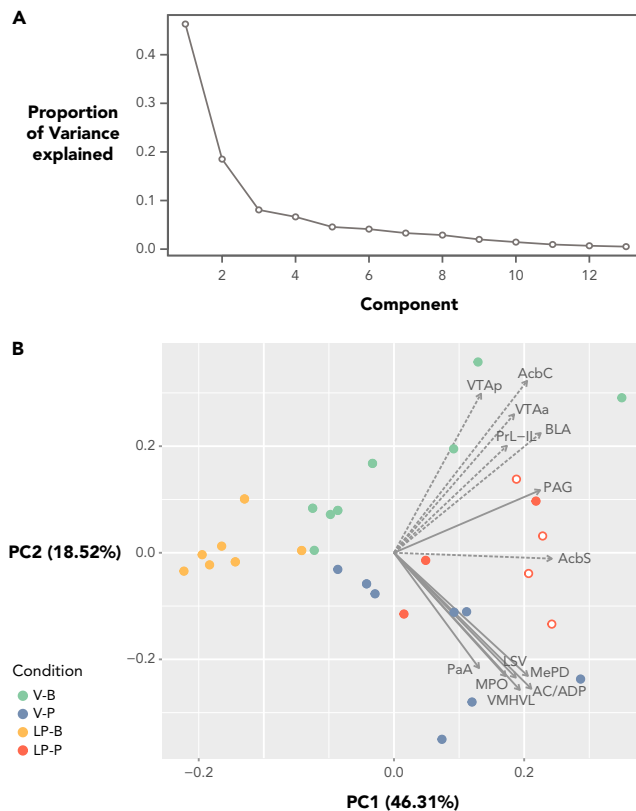 A
0.4
0.3
0.2
0.1
0.0
Proportion
of Variance
explained
2 4 6 8 10 12
Component
B
AcbC
VTAp
VTAa
BLA
PrL-IL
PAG
AcbS
LSV
PaA
MePD
MPO
AC/ADP
VMHVL
0.2
0.0
−0.2
PC2 (18.52%)
Condition
V-B
V-P
LP-B
LP-P
−0.2 0.0 0.2
PC1 (46.31%)